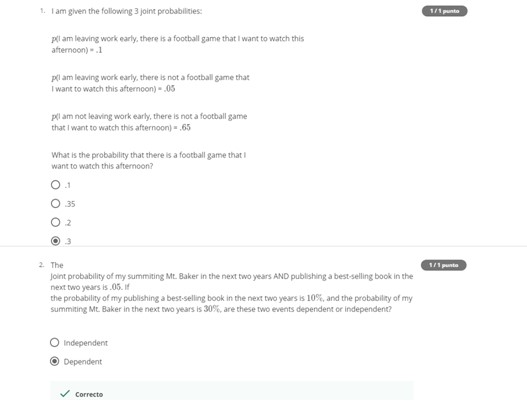 1. I am given the following 3 joint probabilities:
1 / 1 punto
p(I am leaving work early, there is a football game that I want to watch this
afternoon) = .1
p(I am leaving work early, there is not a football game that
I want to watch this afternoon) = .05
p(I am not leaving work early, there is not a football game
that I want to watch this afternoon) = .65
What is the probability that there is a football game that I
want to watch this afternoon?
.1
.35
.2
.3
2. The
1 / 1 punto
Joint probability of my summiting Mt. Baker in the next two years AND publishing a best-selling book in the
next two years is .05. If
the probability of my publishing a best-selling book in the next two years is 10%, and the probability of my
summiting Mt. Baker in the next two years is 30%, are these two events dependent or independent?
Independent
Dependent
Correcto